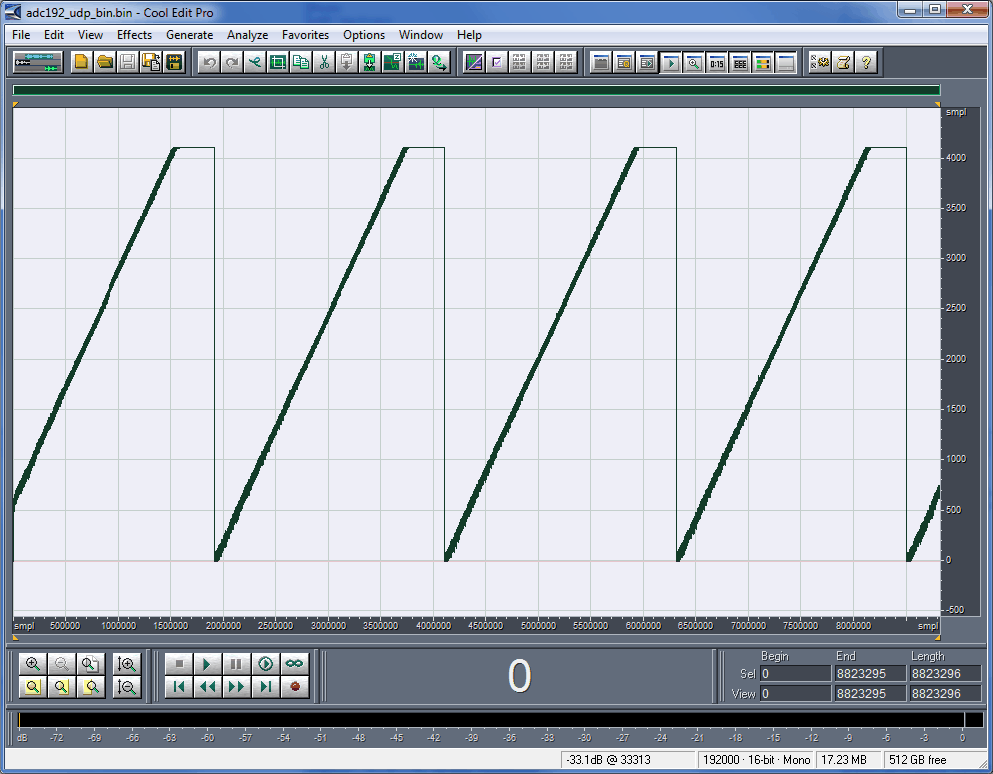 adc192_udp_bin.bin - Cool Edit Pro
File Edit View Effects Generate Analyze Favorites Options Window Help
0:15
smpl
4000
3500
3000
2500
2000
1500
1000
500
0
-500
smpl 500000 1000000 1500000 2000000 2500000 3000000 3500000 4000000 4500000 5000000 5500000 6000000 6500000 7000000 7500000 8000000 smpl
0
Begin End Length
Sel 0 8823295 8823296
View 0 8823295 8823296
dB -72 -69 -66 -63 -60 -57 -54 -51 -48 -45 -42 -39 -36 -33 -30 -27 -24 -21 -18 -15 -12 -9 -6 -3 0
-33.1dB @ 33313 192000 · 16-bit · Mono 17.23 MB 512 GB free